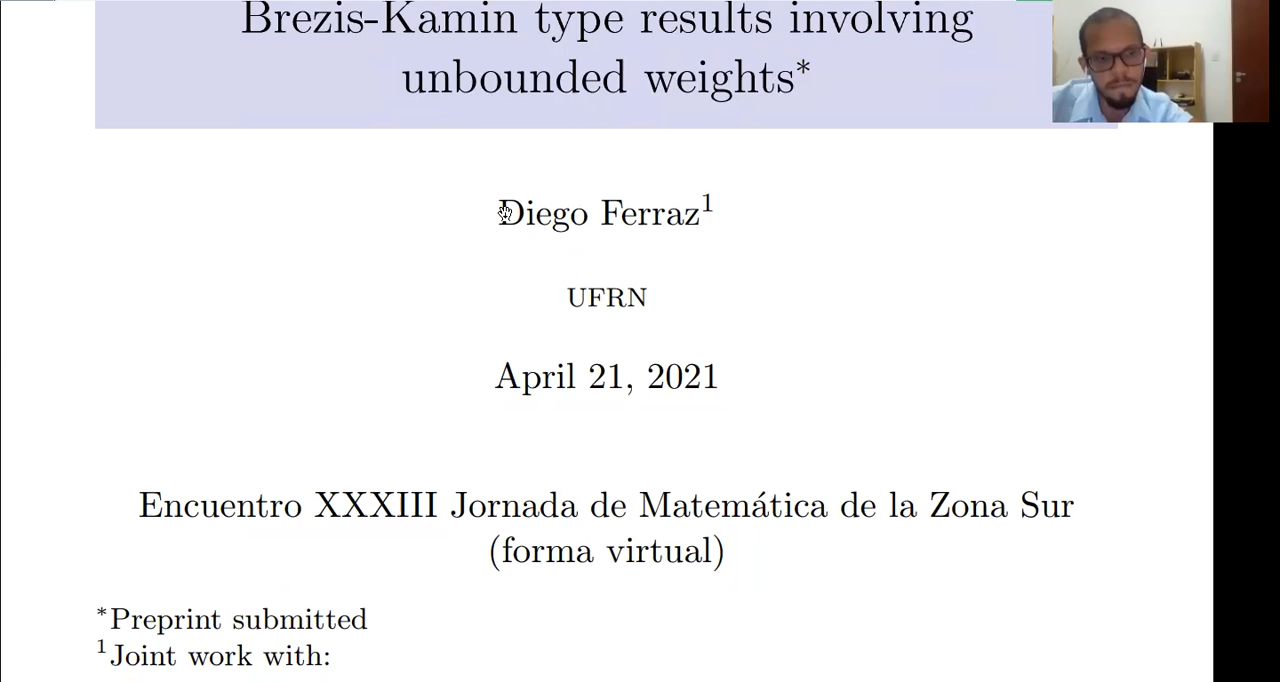 Brezis-Kamin type results involving
unbounded weights*
Diego Ferraz1
UFRN
April 21, 2021
Encuentro XXXIII Jornada de Matemática de la Zona Sur
(forma virtual)
*Preprint submitted
1Joint work with: